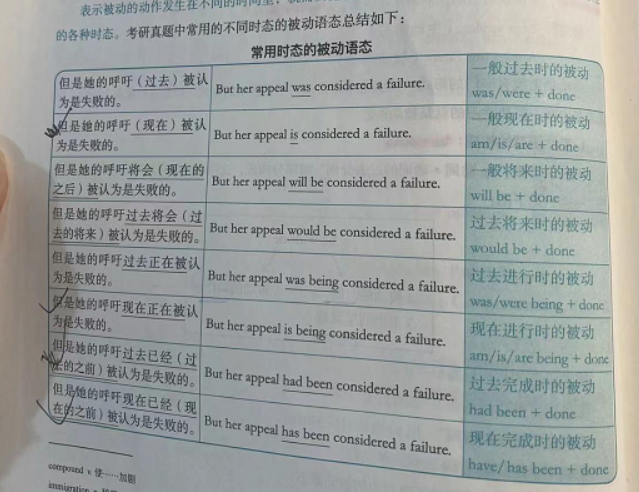 表示被动的动作发生在不同的时间里
的各种时态。考研真题中常用的不同时态的被动语态总结如下：
常用时态的被动语态
但是她的呼吁（过去）被认
为是失败的。
But her appeal was considered a failure.
一般过去时的被动
was/were + done
但是她的呼吁（现在）被认
为是失败的。
But her appeal is considered a failure.
一般现在时的被动
am/is/are + done
但是她的呼吁将会（现在的
之后）被认为是失败的。
But her appeal will be considered a failure.
一般将来时的被动
will be + done
但是她的呼吁过去将会（过
去的将来）被认为是失败的。
But her appeal would be considered a failure.
过去将来时的被动
would be + done
但是她的呼吁过去正在被认
为是失败的。
But her appeal was being considered a failure.
过去进行时的被动
was/were being + done
但是她的呼吁现在正在被认
为是失败的。
But her appeal is being considered a failure.
现在进行时的被动
am/is/are being + done
但是她的呼吁过去已经（过
去的之前）被认为是失败的。
But her appeal had been considered a failure.
过去完成时的被动
had been + done
但是她的呼吁现在已经（现
在的之前）被认为是失败的。
But her appeal has been considered a failure.
现在完成时的被动
have/has been + done
compound v. 使……加剧
immigration n.